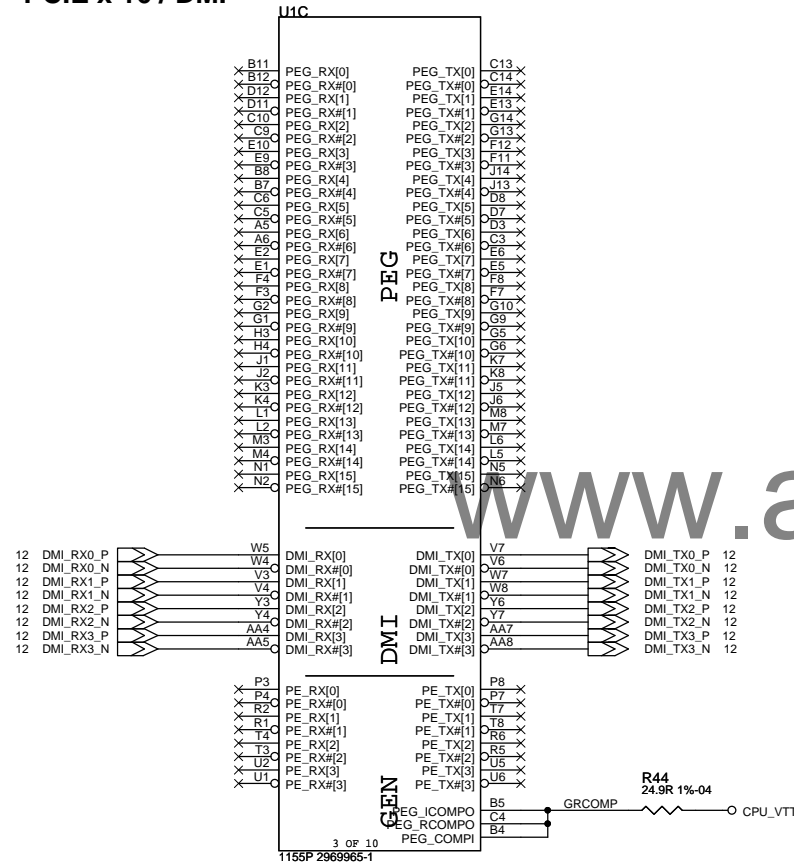 PCIE x 16 / DMI
U1C
B11 PEG_RX[0] PEG_TX[0] C13
B12 PEG_RX#[0] PEG_TX#[0] C14
D12 PEG_RX[1] PEG_TX[1] E14
D11 PEG_RX#[1] PEG_TX#[1] E13
C10 PEG_RX[2] PEG_TX[2] G14
C9 PEG_RX#[2] PEG_TX#[2] G13
E10 PEG_RX[3] PEG_TX[3] F12
E9 PEG_RX#[3] PEG_TX#[3] F11
B8 PEG_RX[4] PEG_TX[4] J14
B7 PEG_RX#[4] PEG_TX#[4] J13
C6 PEG_RX[5] PEG_TX[5] D8
C5 PEG_RX#[5] PEG_TX#[5] D7
A5 PEG_RX[6] PEG_TX[6] D3
A6 PEG_RX#[6] PEG_TX#[6] C3
E2 PEG_RX[7] PEG_TX[7] E6
E1 PEG_RX#[7] PEG_TX#[7] E5
F4 PEG_RX[8] PEG_TX[8] F8
F3 PEG_RX#[8] PEG_TX#[8] F7
G2 PEG_RX[9] PEG_TX[9] G10
G1 PEG_RX#[9] PEG_TX#[9] G9
H3 PEG_RX[10] PEG_TX[10] G5
H4 PEG_RX#[10] PEG_TX#[10] G6
J1 PEG_RX[11] PEG_TX[11] K7
J2 PEG_RX#[11] PEG_TX#[11] K8
K3 PEG_RX[12] PEG_TX[12] J5
K4 PEG_RX#[12] PEG_TX#[12] J6
L1 PEG_RX[13] PEG_TX[13] M8
L2 PEG_RX#[13] PEG_TX#[13] M7
M3 PEG_RX[14] PEG_TX[14] L6
M4 PEG_RX#[14] PEG_TX#[14] L5
N1 PEG_RX[15] PEG_TX[15] N5
N2 PEG_RX#[15] PEG_TX#[15] N6
PEG
www.a
12 DMI_RX0_P W5 DMI_RX[0] DMI_TX[0] V7 DMI_TX0_P 12
12 DMI_RX0_N W4 DMI_RX#[0] DMI_TX#[0] V6 DMI_TX0_N 12
12 DMI_RX1_P V3 DMI_RX[1] DMI_TX[1] W7 DMI_TX1_P 12
12 DMI_RX1_N V4 DMI_RX#[1] DMI_TX#[1] W8 DMI_TX1_N 12
12 DMI_RX2_P Y3 DMI_RX[2] DMI_TX[2] Y6 DMI_TX2_P 12
12 DMI_RX2_N Y4 DMI_RX#[2] DMI_TX#[2] Y7 DMI_TX2_N 12
12 DMI_RX3_P AA4 DMI_RX[3] DMI_TX[3] AA7 DMI_TX3_P 12
12 DMI_RX3_N AA5 DMI_RX#[3] DMI_TX#[3] AA8 DMI_TX3_N 12
DMI
P3 PE_RX[0] PE_TX[0] P8
P4 PE_RX#[0] PE_TX#[0] P7
R2 PE_RX[1] PE_TX[1] T7
R1 PE_RX#[1] PE_TX#[1] T8
T4 PE_RX[2] PE_TX[2] R6
T3 PE_RX#[2] PE_TX#[2] R5
U2 PE_RX[3] PE_TX[3] U5
U1 PE_RX#[3] PE_TX#[3] U6
GEN
R44
24.9R 1%-04
PEG_ICOMPO B5 GRCOMP CPU_VTT
PEG_RCOMPO C4
PEG_COMPI B4
3 OF 10
1155P 2969965-1